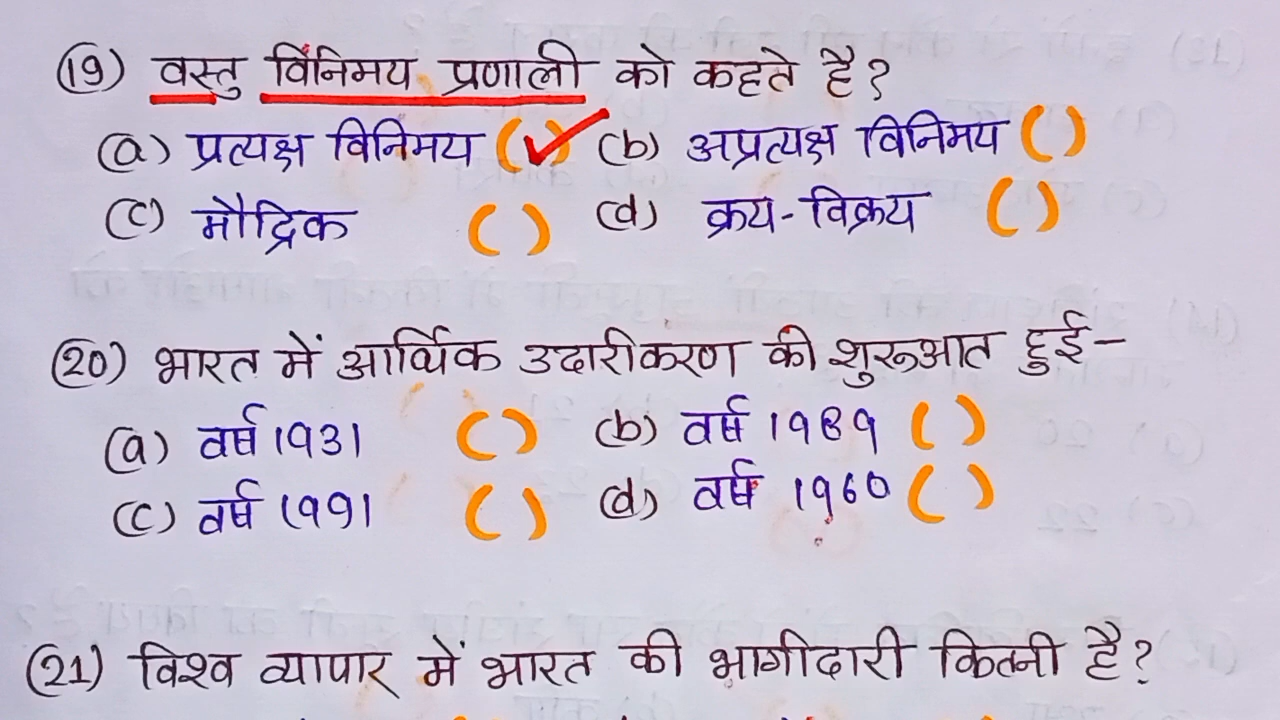 (19) वस्तु विनिमय प्रणाली को कहते है?
(a) प्रत्यक्ष विनिमय (✓) (b) अप्रत्यक्ष विनिमय ( )
(c) मौद्रिक ( ) (d) क्रय-विक्रय ( )
(20) भारत में आर्थिक उदारीकरण की शुरूआत हुई-
(a) वर्ष 1931 ( ) (b) वर्ष 1989 ( )
(c) वर्ष 1991 ( ) (d) वर्ष 1960 ( )
(21) विश्व व्यापार में भारत की भागीदारी कितनी है?